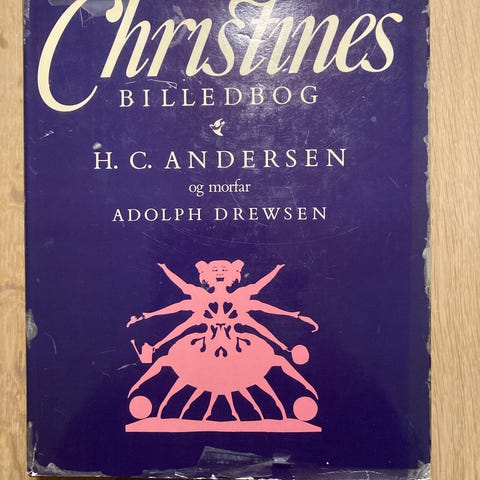 Christines
BILLEDBOG
H. C. ANDERSEN
og morfar
ADOLPH DREWSEN